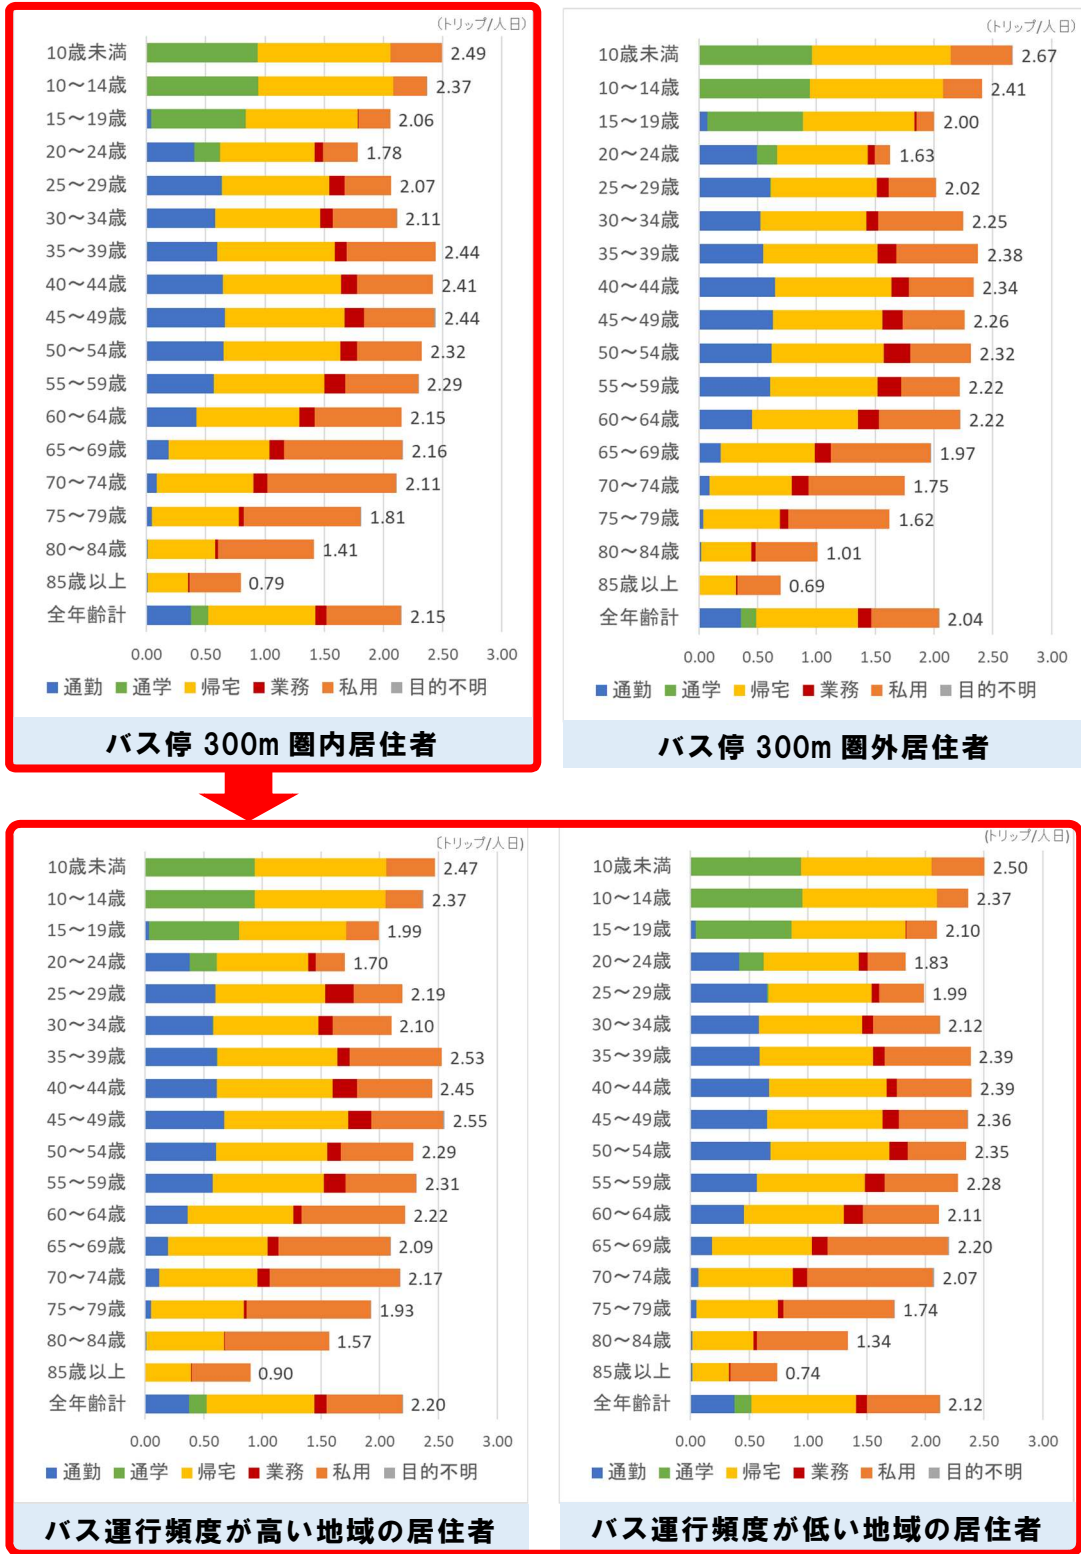 (トリップ/人日)
10歳未満 2.49
10～14歳 2.37
15～19歳 2.06
20～24歳 1.78
25～29歳 2.07
30～34歳 2.11
35～39歳 2.44
40～44歳 2.41
45～49歳 2.44
50～54歳 2.32
55～59歳 2.29
60～64歳 2.15
65～69歳 2.16
70～74歳 2.11
75～79歳 1.81
80～84歳 1.41
85歳以上 0.79
全年齢計 2.15
0.00 0.50 1.00 1.50 2.00 2.50 3.00
通勤 通学 帰宅 業務 私用 目的不明
バス停 300m 圏内居住者
(トリップ/人日)
10歳未満 2.67
10～14歳 2.41
15～19歳 2.00
20～24歳 1.63
25～29歳 2.02
30～34歳 2.25
35～39歳 2.38
40～44歳 2.34
45～49歳 2.26
50～54歳 2.32
55～59歳 2.22
60～64歳 2.22
65～69歳 1.97
70～74歳 1.75
75～79歳 1.62
80～84歳 1.01
85歳以上 0.69
全年齢計 2.04
0.00 0.50 1.00 1.50 2.00 2.50 3.00
通勤 通学 帰宅 業務 私用 目的不明
バス停 300m 圏外居住者
(トリップ/人日)
10歳未満 2.47
10～14歳 2.37
15～19歳 1.99
20～24歳 1.70
25～29歳 2.19
30～34歳 2.10
35～39歳 2.53
40～44歳 2.45
45～49歳 2.55
50～54歳 2.29
55～59歳 2.31
60～64歳 2.22
65～69歳 2.09
70～74歳 2.17
75～79歳 1.93
80～84歳 1.57
85歳以上 0.90
全年齢計 2.20
0.00 0.50 1.00 1.50 2.00 2.50 3.00
通勤 通学 帰宅 業務 私用 目的不明
バス運行頻度が高い地域の居住者
(トリップ/人日)
10歳未満 2.50
10～14歳 2.37
15～19歳 2.10
20～24歳 1.83
25～29歳 1.99
30～34歳 2.12
35～39歳 2.39
40～44歳 2.39
45～49歳 2.36
50～54歳 2.35
55～59歳 2.28
60～64歳 2.11
65～69歳 2.20
70～74歳 2.07
75～79歳 1.74
80～84歳 1.34
85歳以上 0.74
全年齢計 2.12
0.00 0.50 1.00 1.50 2.00 2.50 3.00
通勤 通学 帰宅 業務 私用 目的不明
バス運行頻度が低い地域の居住者